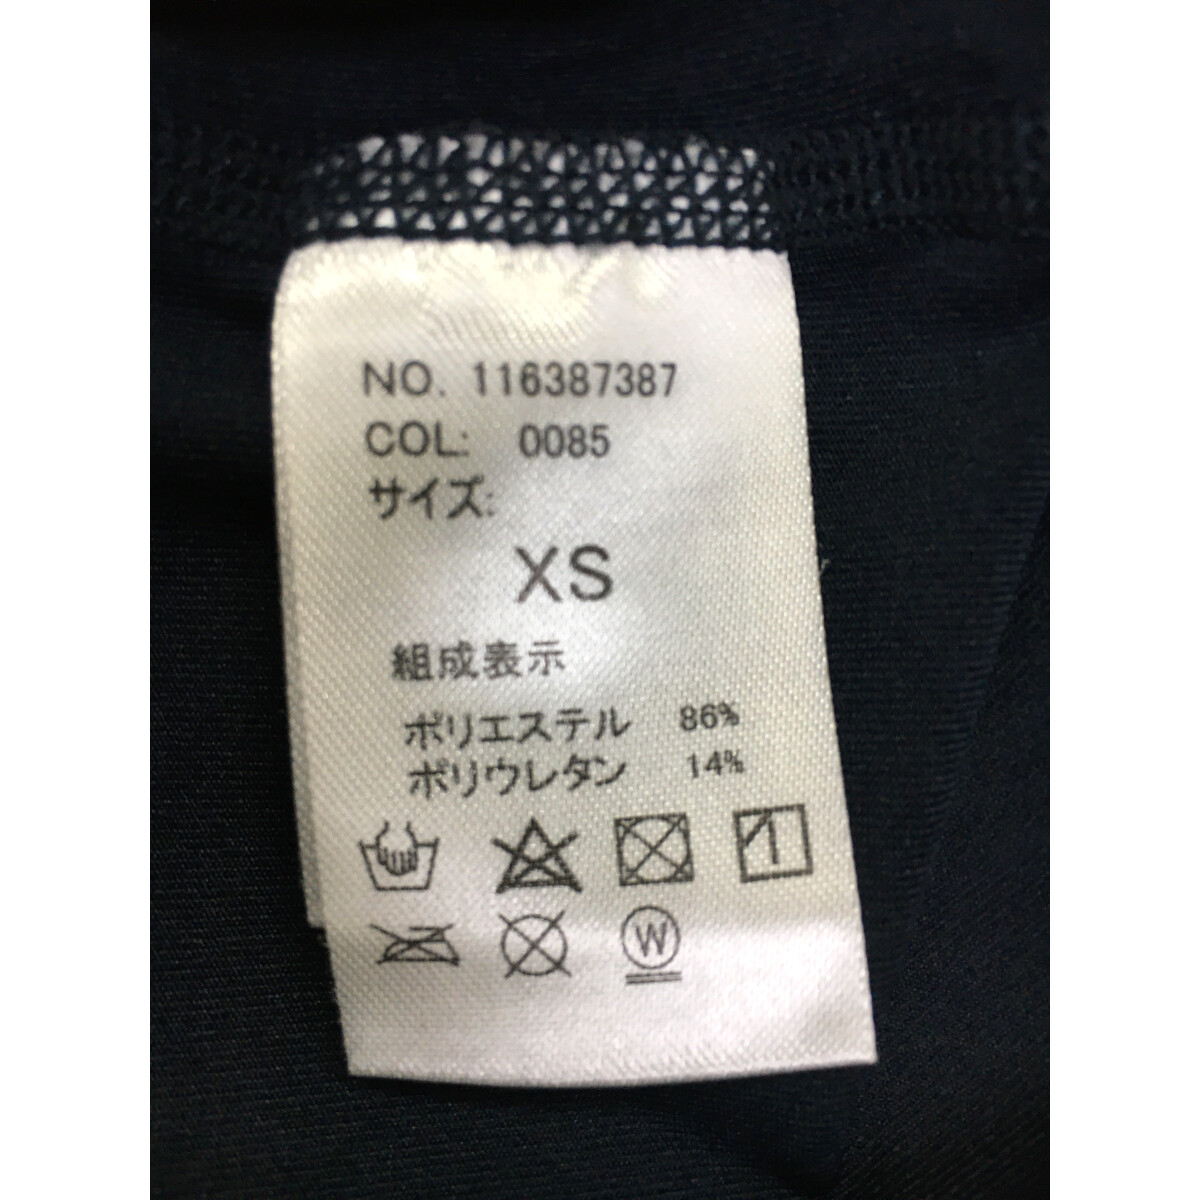 NO. 116387387
COL: 0085
サイズ:
XS
組成表示
ポリエステル 86%
ポリウレタン 14%
W